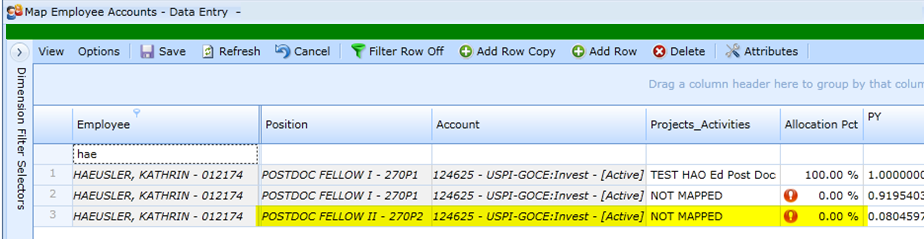 Map Employee Accounts - Data Entry -
View Options Save Refresh Cancel Filter Row Off Add Row Copy Add Row Delete Attributes
Dimension Filter Selectors
Drag a column header here to group by that colum
Employee Position Account Projects_Activities Allocation Pct PY
hae
1 HAEUSLER, KATHRIN - 012174 POSTDOC FELLOW I - 270P1 124625 - USPI-GOCE:Invest - [Active] TEST HAO Ed Post Doc 100.00 % 1.0000000
2 HAEUSLER, KATHRIN - 012174 POSTDOC FELLOW I - 270P1 124625 - USPI-GOCE:Invest - [Active] NOT MAPPED 0.00 % 0.9195403
3 HAEUSLER, KATHRIN - 012174 POSTDOC FELLOW II - 270P2 124625 - USPI-GOCE:Invest - [Active] NOT MAPPED 0.00 % 0.0804597